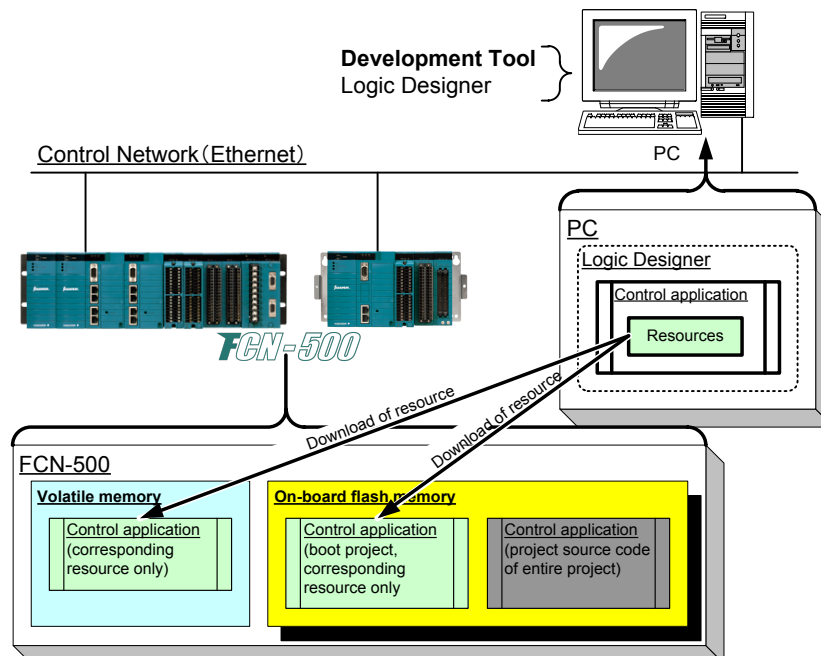 Development Tool
Logic Designer
Control Network(Ethernet)
PC
PC
Logic Designer
Control application
Resources
FCN-500
Download of resource
Download of resource
FCN-500
Volatile memory
Control application
(corresponding
resource only)
On-board flash memory
Control application
(boot project,
corresponding
resource only
Control application
(project source code
of entire project)